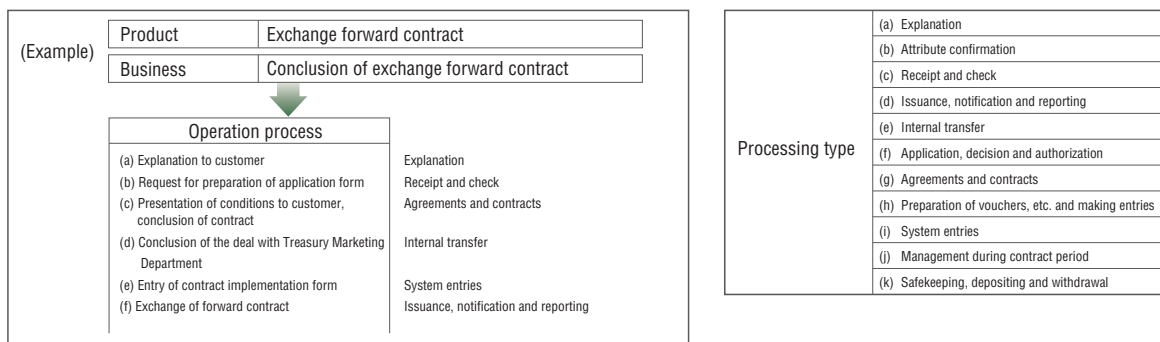 (Example)
Product Exchange forward contract
Business Conclusion of exchange forward contract
Operation process
(a) Explanation to customer Explanation
(b) Request for preparation of application form Receipt and check
(c) Presentation of conditions to customer, Agreements and contracts
conclusion of contract
(d) Conclusion of the deal with Treasury Marketing Internal transfer
Department
(e) Entry of contract implementation form System entries
(f) Exchange of forward contract Issuance, notification and reporting
Processing type
(a) Explanation
(b) Attribute confirmation
(c) Receipt and check
(d) Issuance, notification and reporting
(e) Internal transfer
(f) Application, decision and authorization
(g) Agreements and contracts
(h) Preparation of vouchers, etc. and making entries
(i) System entries
(j) Management during contract period
(k) Safekeeping, depositing and withdrawal